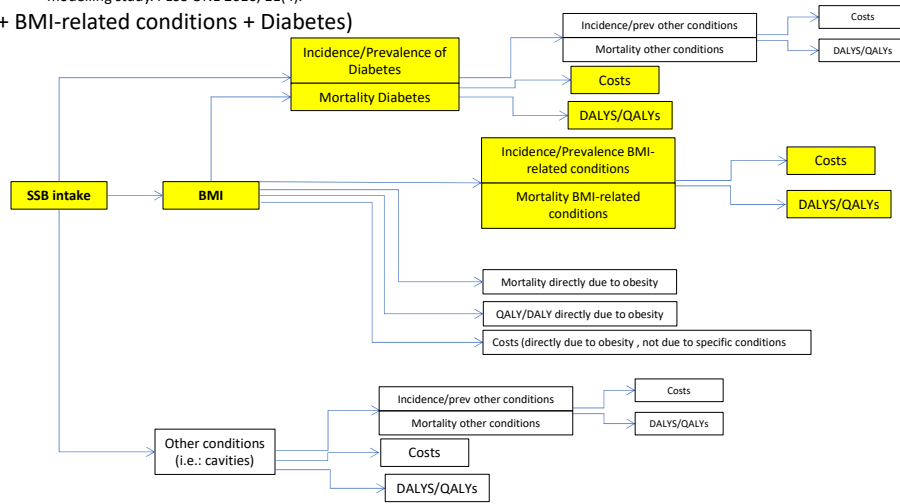 modelling study. PLoS ONE 2016; 11(4).
+ BMI-related conditions + Diabetes)
Incidence/prev other conditions
Mortality other conditions
Costs
DALYS/QALYs
Incidence/Prevalence of
Diabetes
Mortality Diabetes
Costs
DALYS/QALYs
Incidence/Prevalence BMI-
related conditions
Mortality BMI-related
conditions
Costs
DALYS/QALYs
SSB intake
BMI
Mortality directly due to obesity
QALY/DALY directly due to obesity
Costs (directly due to obesity , not due to specific conditions
Incidence/prev other conditions
Mortality other conditions
Costs
DALYS/QALYs
Other conditions
(i.e.: cavities)
Costs
DALYS/QALYs